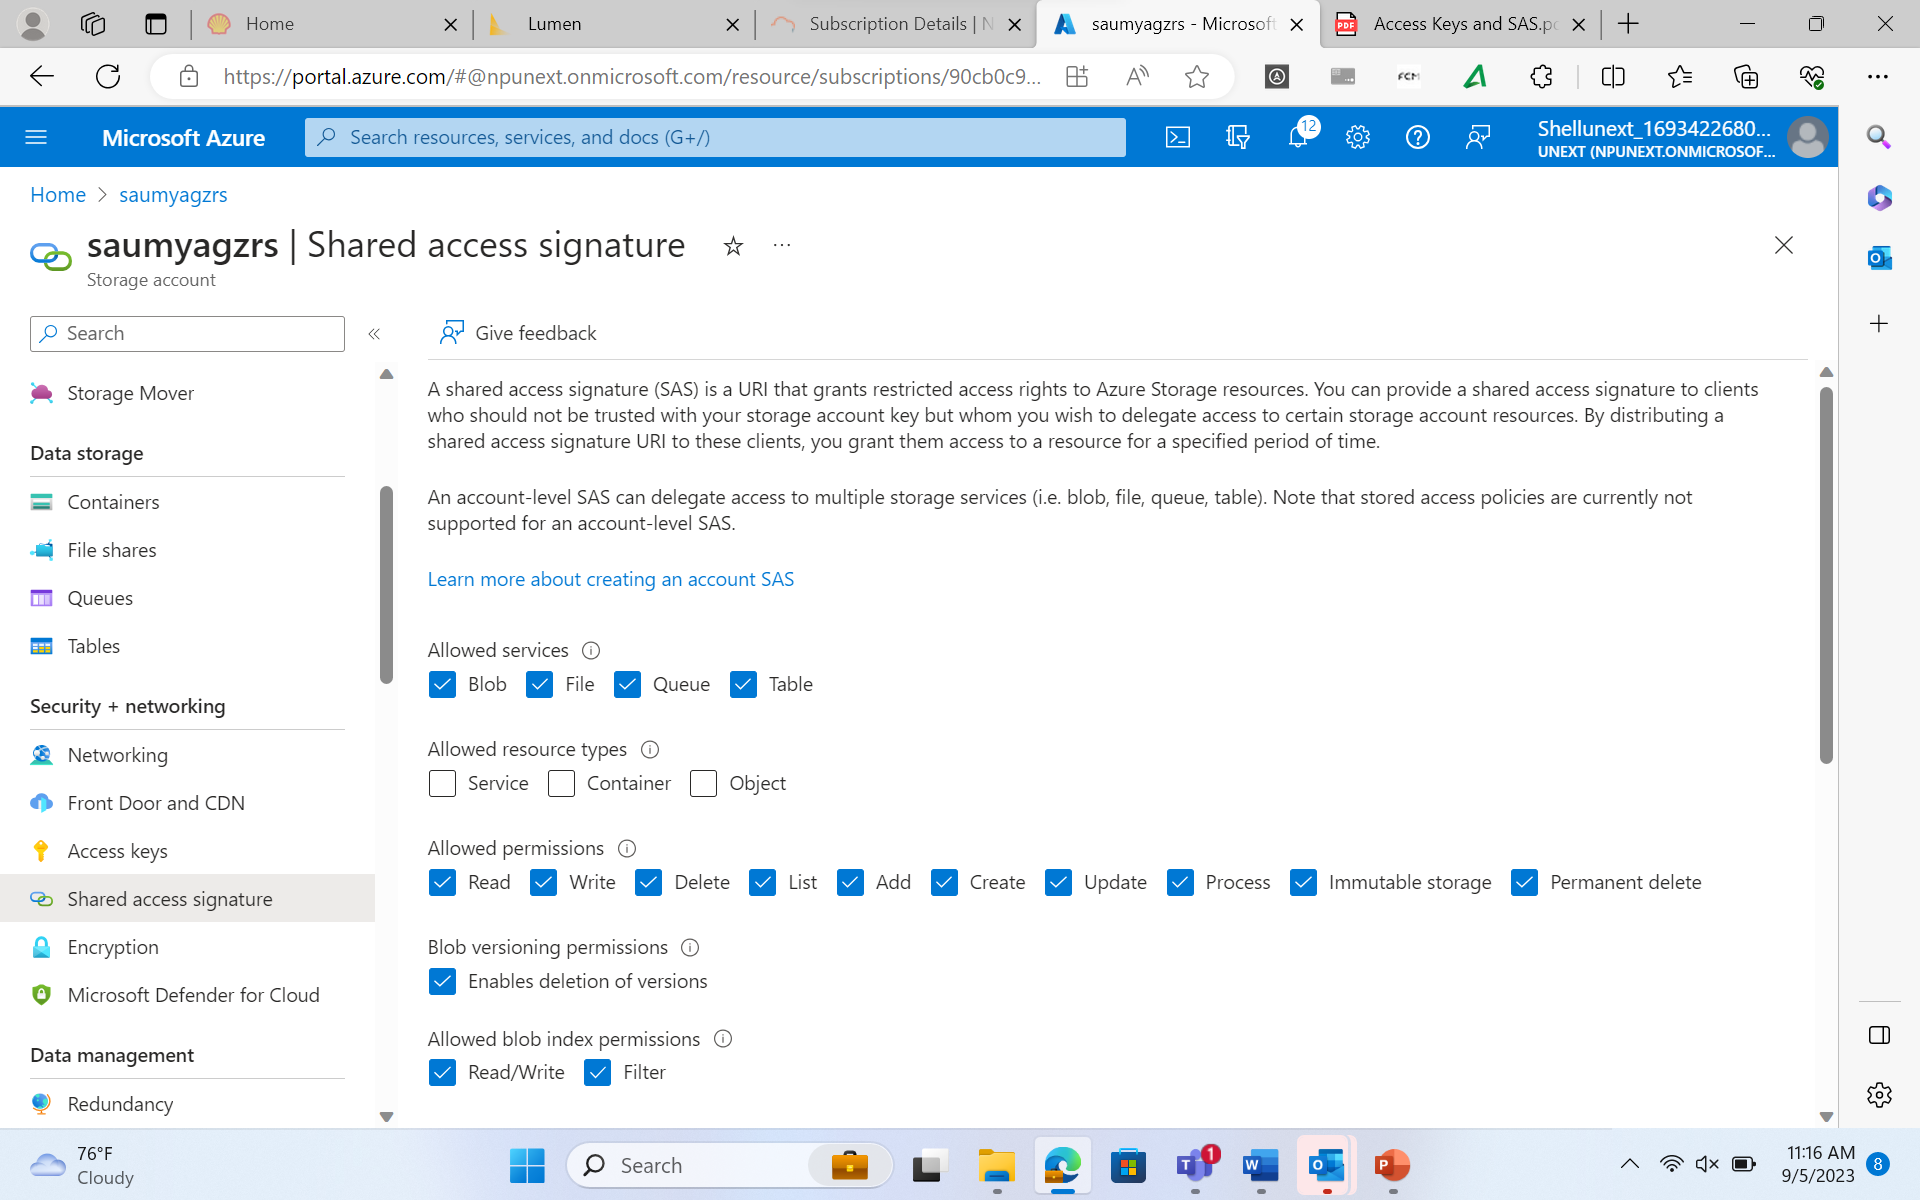 Home
Lumen
Subscription Details | N
saumyagzrs - Microsoft
PDF
Access Keys and SAS.pd
https://portal.azure.com/#@npunext.onmicrosoft.com/resource/subscriptions/90cb0c9...
FCM
Microsoft Azure
Search resources, services, and docs (G+/)
12
Shellunext_1693422680...
UNEXT (NPUNEXT.ONMICROSOF...
Home > saumyagzrs
saumyagzrs | Shared access signature
Storage account
Search
Give feedback
Storage Mover
Data storage
Containers
File shares
Queues
Tables
Security + networking
Networking
Front Door and CDN
Access keys
Shared access signature
Encryption
Microsoft Defender for Cloud
Data management
Redundancy
A shared access signature (SAS) is a URI that grants restricted access rights to Azure Storage resources. You can provide a shared access signature to clients
who should not be trusted with your storage account key but whom you wish to delegate access to certain storage account resources. By distributing a
shared access signature URI to these clients, you grant them access to a resource for a specified period of time.
An account-level SAS can delegate access to multiple storage services (i.e. blob, file, queue, table). Note that stored access policies are currently not
supported for an account-level SAS.
Learn more about creating an account SAS
Allowed services
Blob File Queue Table
Allowed resource types
Service Container Object
Allowed permissions
Read Write Delete List Add Create Update Process Immutable storage Permanent delete
Blob versioning permissions
Enables deletion of versions
Allowed blob index permissions
Read/Write Filter
76°F
Cloudy
Search
1
11:16 AM
9/5/2023
8